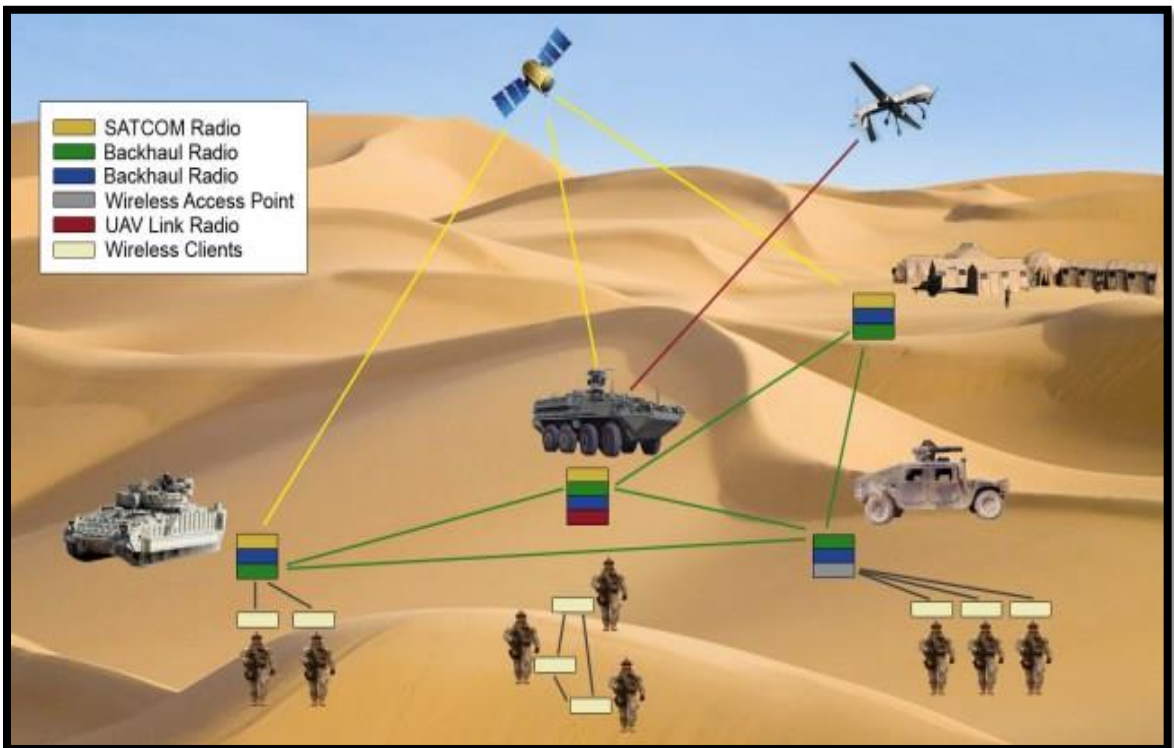 SATCOM Radio
Backhaul Radio
Backhaul Radio
Wireless Access Point
UAV Link Radio
Wireless Clients